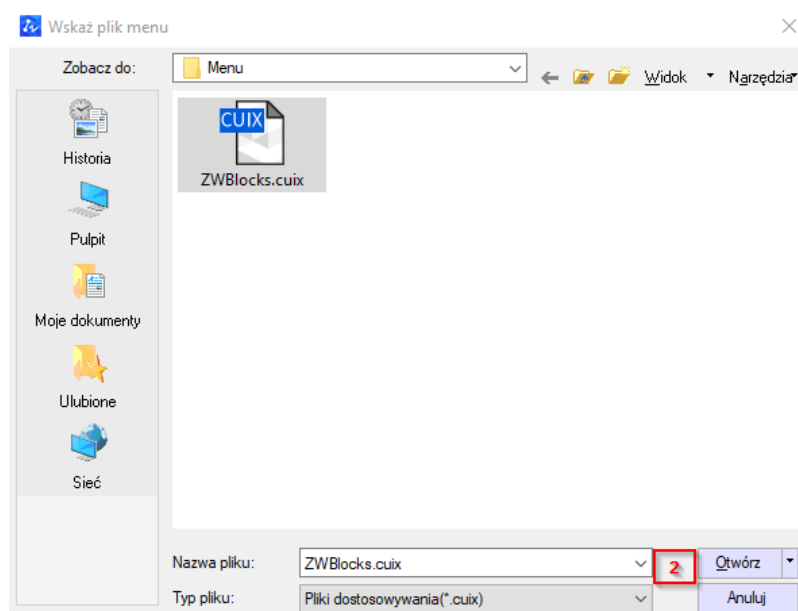 Wskaż plik menu
Zobacz do: Menu Widok Narzędzia
CUIX
ZWBlocks.cuix
Historia
Pulpit
Moje dokumenty
Ulubione
Sieć
Nazwa pliku: ZWBlocks.cuix 2 Otwórz
Typ pliku: Pliki dostosowywania(*.cuix) Anuluj